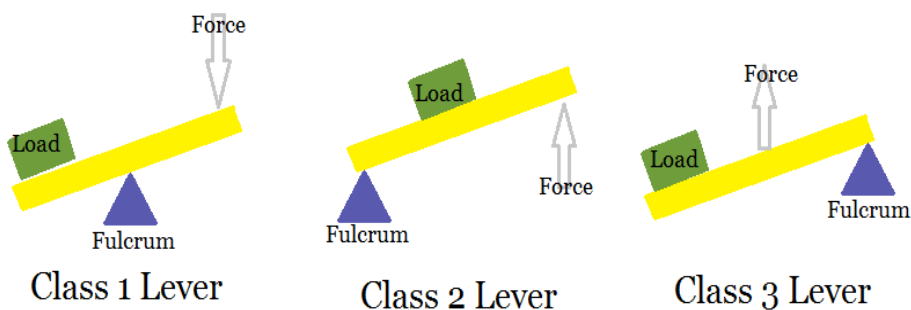 Force
Load
Fulcrum
Class 1 Lever
Load
Force
Fulcrum
Class 2 Lever
Force
Load
Fulcrum
Class 3 Lever